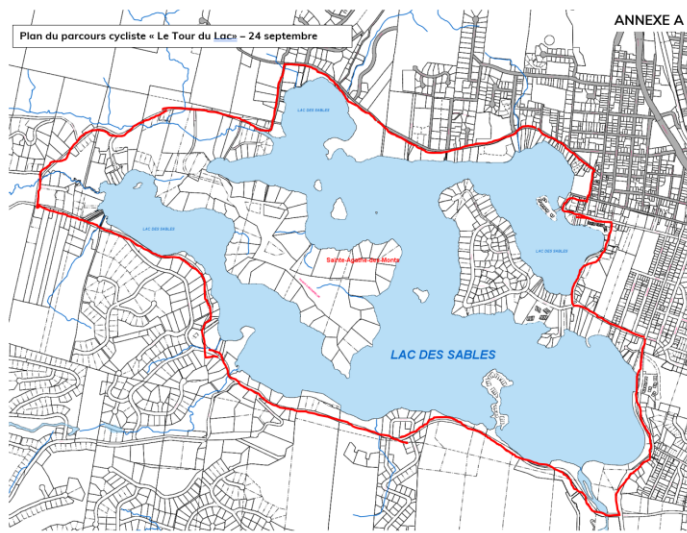 ANNEXE A
Plan du parcours cycliste « Le Tour du Lac» – 24 septembre
LAC DES SABLES
LAC DES SABLES
LAC DES SABLES
Sainte-Agathe-des-Monts
LAC DES SABLES